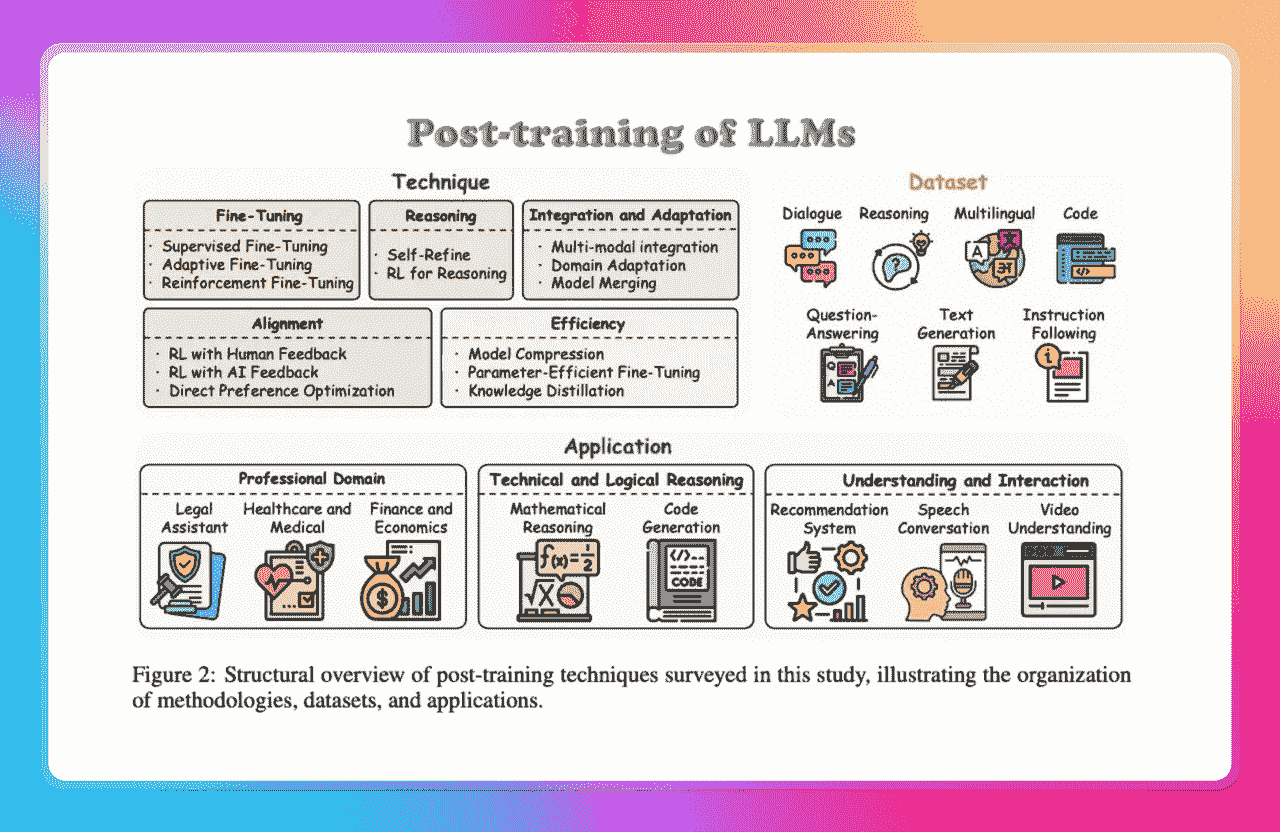 Post-training of LLMs
Technique
Fine-Tuning
· Supervised Fine-Tuning
· Adaptive Fine-Tuning
· Reinforcement Fine-Tuning
Reasoning
· Self-Refine
· RL for Reasoning
Integration and Adaptation
· Multi-modal integration
· Domain Adaptation
· Model Merging
Alignment
· RL with Human Feedback
· RL with AI Feedback
· Direct Preference Optimization
Efficiency
· Model Compression
· Parameter-Efficient Fine-Tuning
· Knowledge Distillation
Dataset
Dialogue
Reasoning
Multilingual
A
文
अ
Code
</>
Question-
Answering
Q
A
Text
Generation
Instruction
Following
i
Application
Professional Domain
Legal
Assistant
Healthcare and
Medical
Finance and
Economics
$
Technical and Logical Reasoning
Mathematical
Reasoning
f(x)=1/2
√X
Code
Generation
</>
CODE
Understanding and Interaction
Recommendation
System
Speech
Conversation
Video
Understanding
Figure 2: Structural overview of post-training techniques surveyed in this study, illustrating the organization
of methodologies, datasets, and applications.